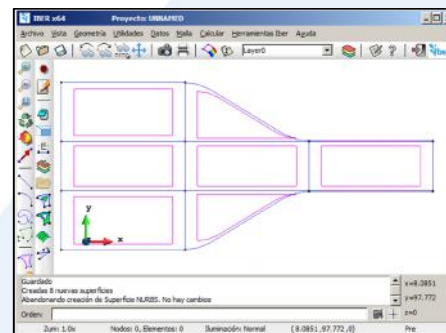 IBER x64 Proyecto: UNNAMED
Archivo Vista Geometría Utilidades Datos Malla Calcular Herramientas Iber Ayuda
Layer0
y
x
Guardado
Creadas 8 nuevas superficies
Abandonando creación de Superficie NURBS. No hay cambios
x=8.0851
y=97.772
z=0
Orden:
Zum: 1.0x Nodos: 0, Elementos: 0 Iluminación: Normal (8.0851 ,97.772 ,0) Pre